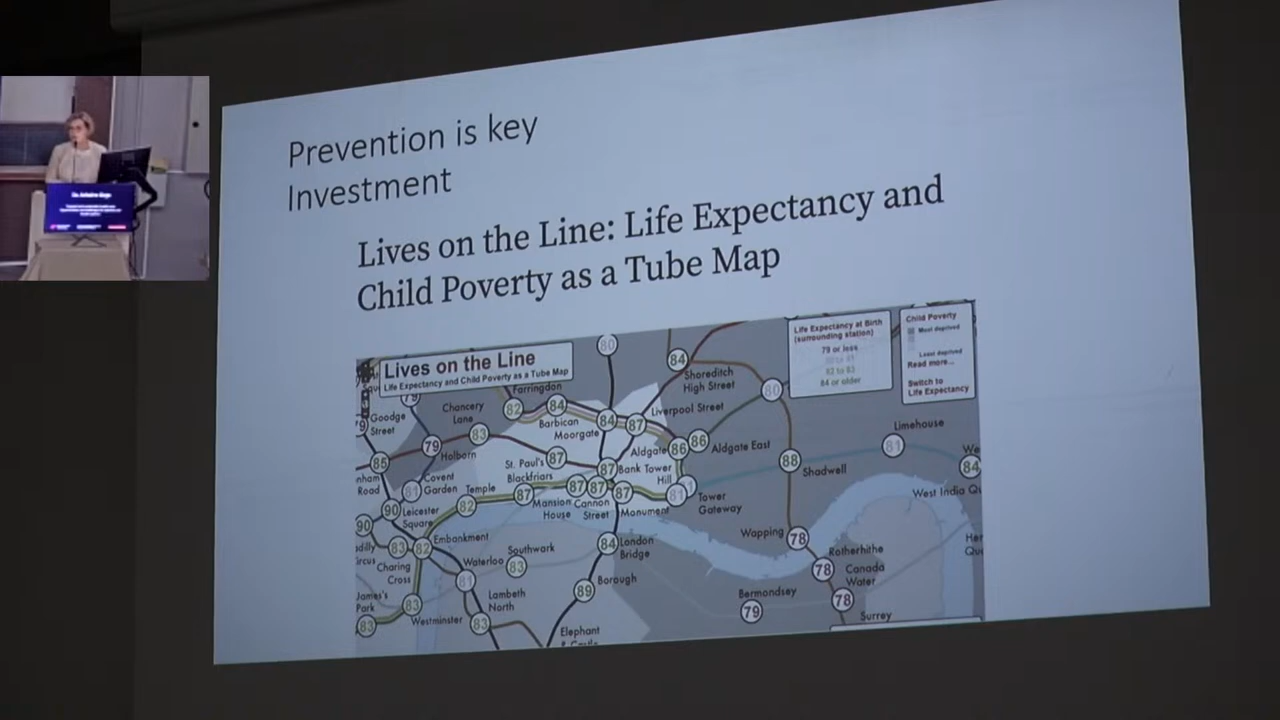 Prevention is key
Investment
Lives on the Line: Life Expectancy and
Child Poverty as a Tube Map
Lives on the Line
Life Expectancy and Child Poverty as a Tube Map
Life Expectancy at Birth
(surrounding station)
79 or less
82 to 83
84 or older
Child Poverty
Most deprived
Least deprived
Read more...
Switch to
Life Expectancy
80
84
Shoreditch
High Street
80
79
Farringdon
82
84
Barbican
Moorgate
84
87
Liverpool Street
Goodge
Street
Chancery
Lane
83
79
Holborn
85
St. Paul's
87
87
Bank
Tower
Hill
Aldgate
86
86
Aldgate East
88
Shadwell
Limehouse
81
84
West India
Covent
Garden
81
Temple
82
Blackfriars
87
87
87
87
Mansion
House
Cannon
Street
Monument
81
Tower
Gateway
90
Leicester
Square
90
83
82
Embankment
Charing
Cross
Waterloo
81
Southwark
83
84
London
Bridge
Wapping
78
Rotherhithe
78
Canada
Water
78
Surrey
Borough
89
Bermondsey
79
James's
Park
83
83
Westminster
Lambeth
North
83
Elephant